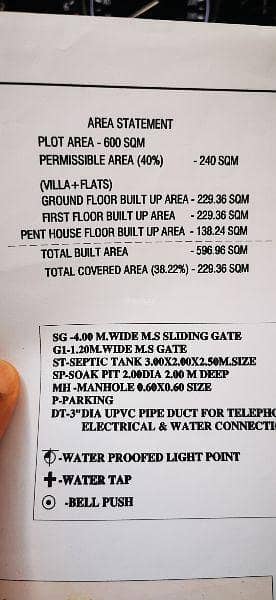 AREA STATEMENT
PLOT AREA - 600 SQM
PERMISSIBLE AREA (40%) - 240 SQM
(VILLA+FLATS)
GROUND FLOOR BUILT UP AREA - 229.36 SQM
FIRST FLOOR BUILT UP AREA - 229.36 SQM
PENT HOUSE FLOOR BUILT UP AREA - 138.24 SQM
TOTAL BUILT AREA - 596.96 SQM
TOTAL COVERED AREA (38.22%) - 229.36 SQM
SG -4.00 M.WIDE M.S SLIDING GATE
G1-1.20M.WIDE M.S GATE
ST-SEPTIC TANK 3.00X2.00X2.50M.SIZE
SP-SOAK PIT 2.00DIA 2.00 M DEEP
MH -MANHOLE 0.60X0.60 SIZE
P-PARKING
DT-3"DIA UPVC PIPE DUCT FOR TELEPHO
ELECTRICAL & WATER CONNECTI
-WATER PROOFED LIGHT POINT
-WATER TAP
-BELL PUSH